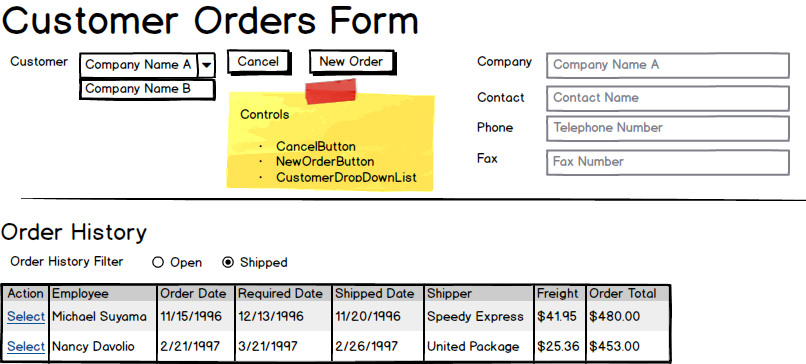 Customer Orders Form
Customer Company Name A Cancel New Order Company Company Name A
Company Name B
Contact Contact Name
Controls
Phone Telephone Number
· CancelButton
· NewOrderButton Fax Fax Number
· CustomerDropDownList
Order History
Order History Filter Open Shipped
Action Employee Order Date Required Date Shipped Date Shipper Freight Order Total
Select Michael Suyama 11/15/1996 12/13/1996 11/20/1996 Speedy Express $41.95 $480.00
Select Nancy Davolio 2/21/1997 3/21/1997 2/26/1997 United Package $25.36 $453.00